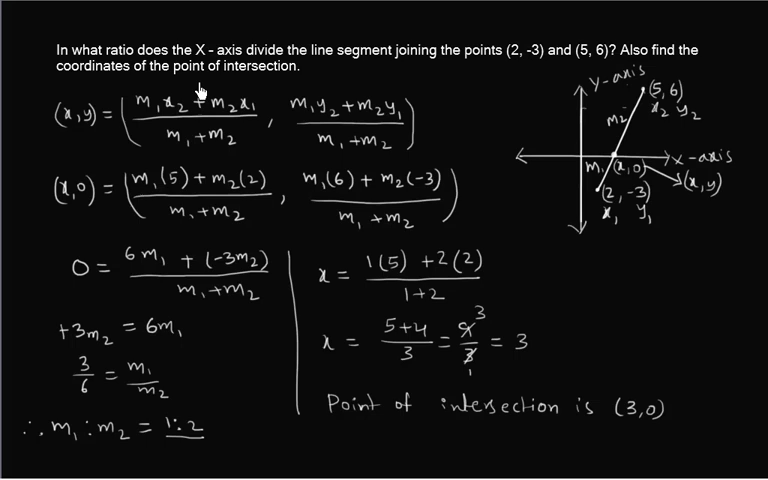 In what ratio does the X - axis divide the line segment joining the points (2, -3) and (5, 6)? Also find the
coordinates of the point of intersection.
(x,y) = ( m₁x₂ + m₂x₁ / m₁+m₂ , m₁y₂ + m₂y₁ / m₁+m₂ )
(x,0) = ( m₁(5) + m₂(2) / m₁+m₂ , m₁(6) + m₂(-3) / m₁+m₂ )
0 = 6m₁ + (-3m₂) / m₁+m₂
+3m₂ = 6m₁
3/6 = m₁/m₂
∴ m₁ : m₂ = 1:2
x = 1(5) + 2(2) / 1+2
x = 5+4 / 3 = 9 3 / 3 1 = 3
Point of intersection is (3,0)
Y-axis
(5,6)
x₂ y₂
m₂
X-axis
m₁ (x,0)
(x,y)
(2,-3)
x₁ y₁